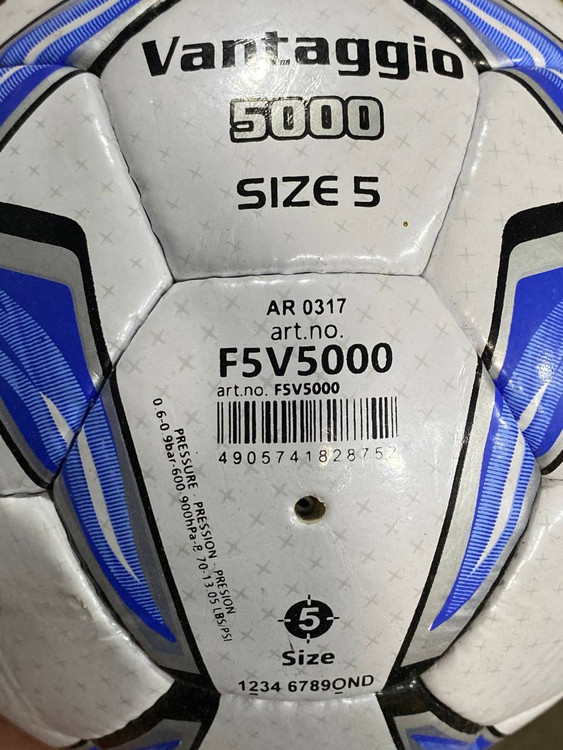 Vantaggio
5000
SIZE 5
AR 0317
art.no.
F5V5000
art.no. F5V5000
4905741828752
PRESSURE · PRESSION · PRESION
0.6-0 9bar-600 900hPa-8 70-13.05 LBS/PSI
5
Size
1234 6789OND